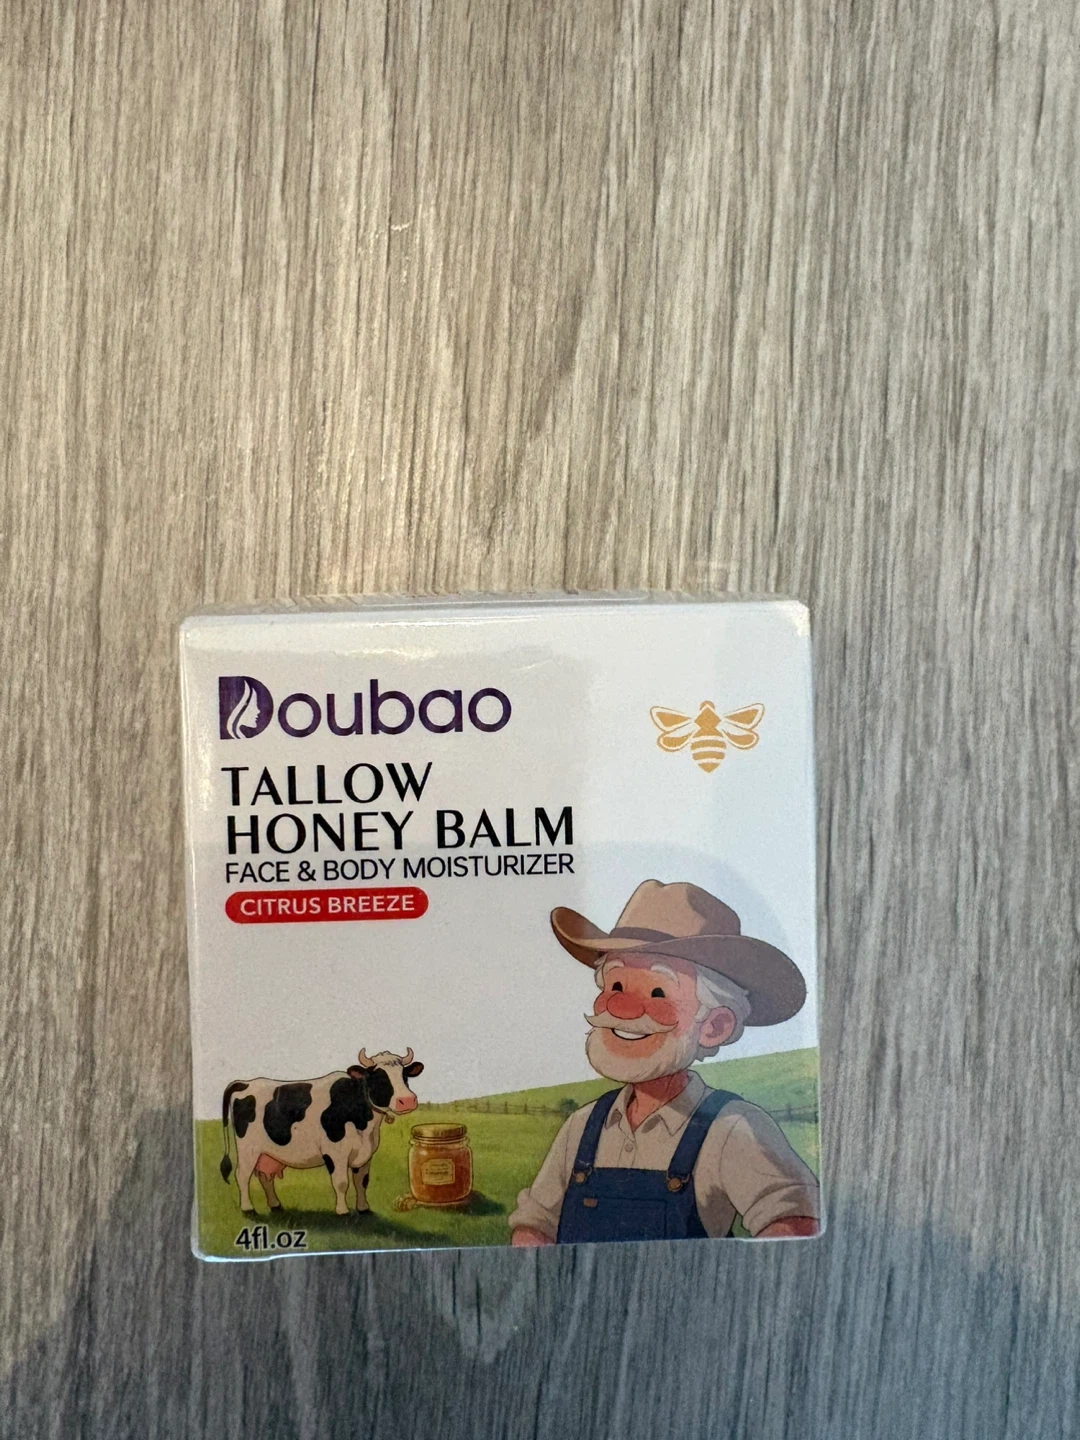 Doubao
TALLOW
HONEY BALM
FACE & BODY MOISTURIZER
CITRUS BREEZE
4fl.oz